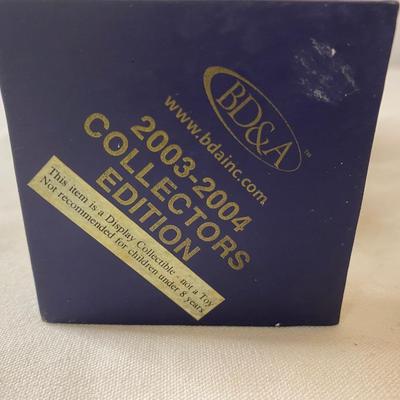 BD&A™
www.bdainc.com
2003-2004
COLLECTORS
EDITION
This item is a Display Collectible - not a Toy
Not recommended for children under 8 years